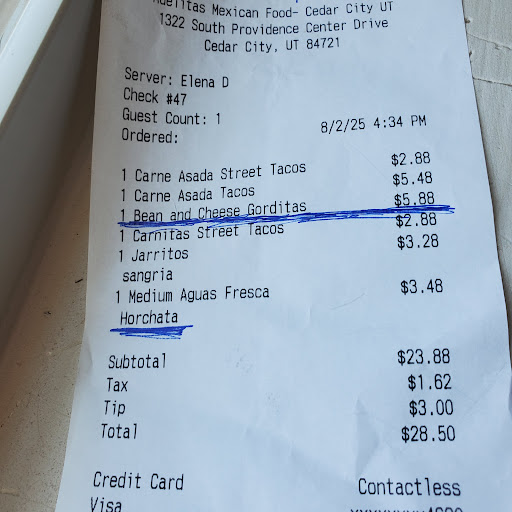 Mexican Food- Cedar City UT
1322 South Providence Center Drive
Cedar City, UT 84721
Server: Elena D
Check #47
Guest Count: 1
8/2/25 4:34 PM
Ordered:
1 Carne Asada Street Tacos $2.88
1 Carne Asada Tacos $5.48
1 Bean and Cheese Gorditas $5.88
1 Carnitas Street Tacos $2.88
1 Jarritos $3.28
sangria
1 Medium Aguas Fresca $3.48
Horchata
Subtotal $23.88
Tax $1.62
Tip $3.00
Total $28.50
Credit Card Contactless
Visa